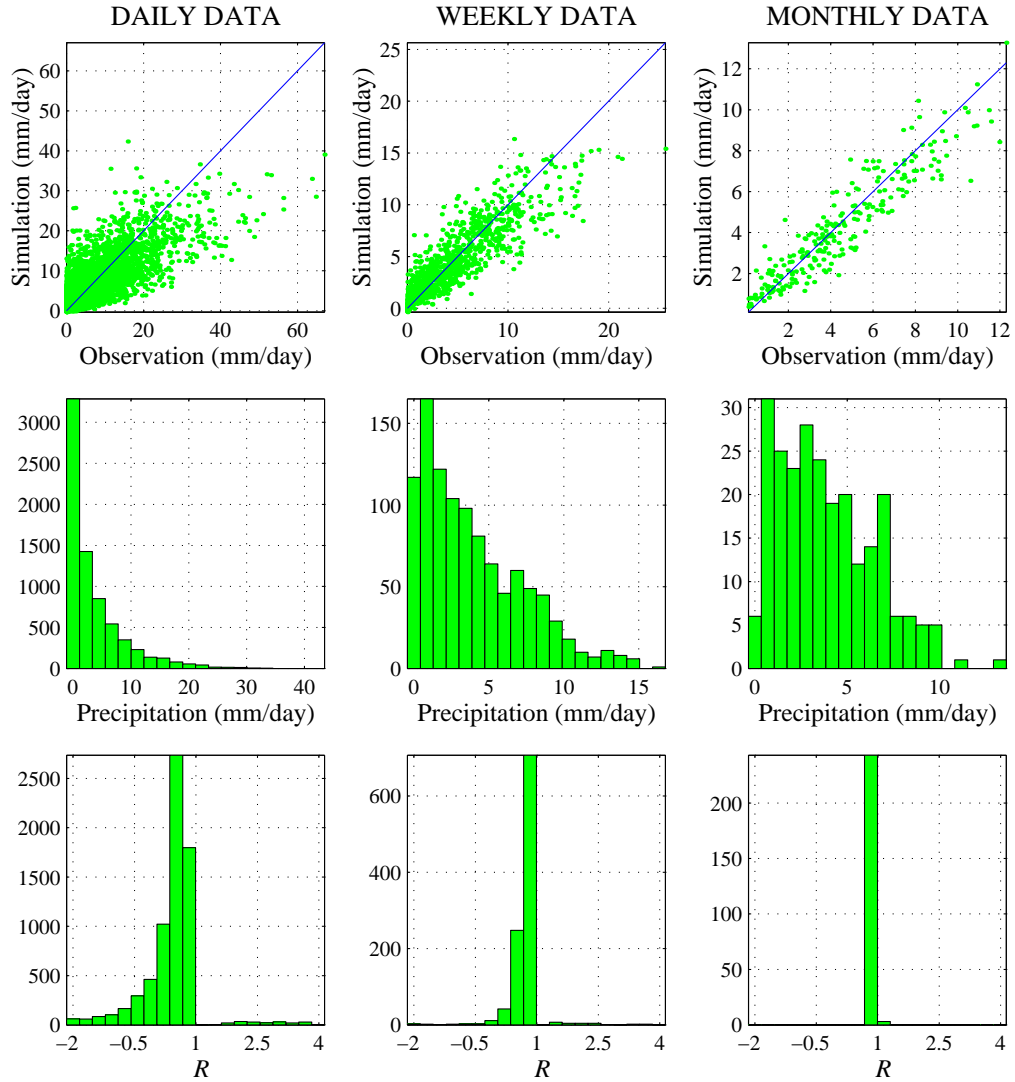 DAILY DATA
WEEKLY DATA
MONTHLY DATA
Simulation (mm/day)
60
50
40
30
20
10
0
0 20 40 60
Observation (mm/day)
Simulation (mm/day)
25
20
15
10
5
0
0 10 20
Observation (mm/day)
Simulation (mm/day)
12
10
8
6
4
2
2 4 6 8 10 12
Observation (mm/day)
3000
2500
2000
1500
1000
500
0
0 10 20 30 40
Precipitation (mm/day)
150
100
50
0
0 5 10 15
Precipitation (mm/day)
30
25
20
15
10
5
0
0 5 10
Precipitation (mm/day)
2500
2000
1500
1000
500
0
−2 −0.5 1 2.5 4
R
600
400
200
0
−2 −0.5 1 2.5 4
R
200
150
100
50
0
−2 −0.5 1 2.5 4
R